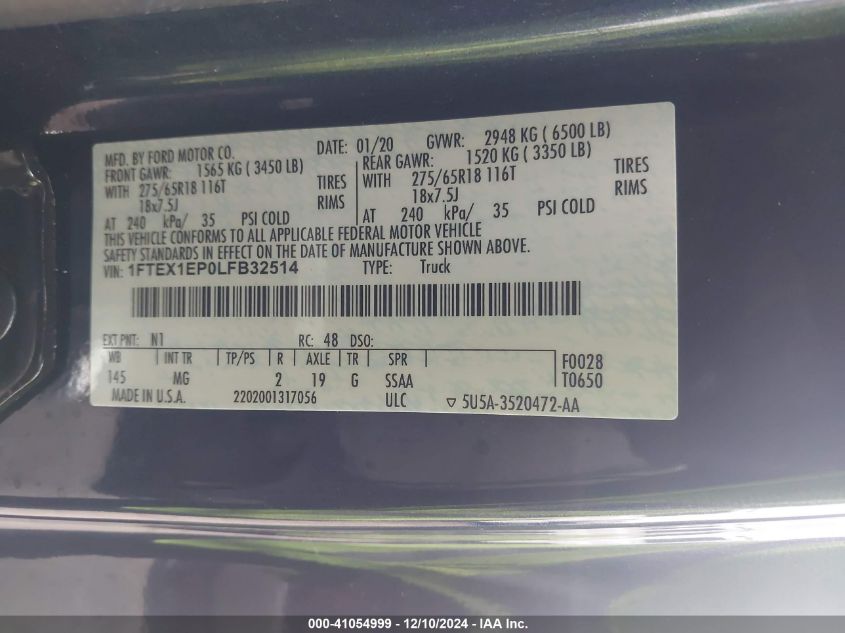 MFD. BY FORD MOTOR CO. DATE: 01/20 GVWR: 2948 KG ( 6500 LB)
FRONT GAWR: 1565 KG ( 3450 LB) REAR GAWR: 1520 KG ( 3350 LB)
WITH 275/65R18 116T TIRES WITH 275/65R18 116T TIRES
18x7.5J RIMS 18x7.5J RIMS
AT 240 kPa/ 35 PSI COLD AT 240 kPa/ 35 PSI COLD
THIS VEHICLE CONFORMS TO ALL APPLICABLE FEDERAL MOTOR VEHICLE
SAFETY STANDARDS IN EFFECT ON THE DATE OF MANUFACTURE SHOWN ABOVE.
VIN: 1FTEX1EP0LFB32514 TYPE: Truck
EXT PNT: N1 RC: 48 DSO:
WB INT TR TP/PS R AXLE TR SPR F0028
145 MG 2 19 G SSAA T0650
MADE IN U.S.A. 2202001317056 ULC ▽ 5U5A-3520472-AA
000-41054999 - 12/10/2024 - IAA Inc.